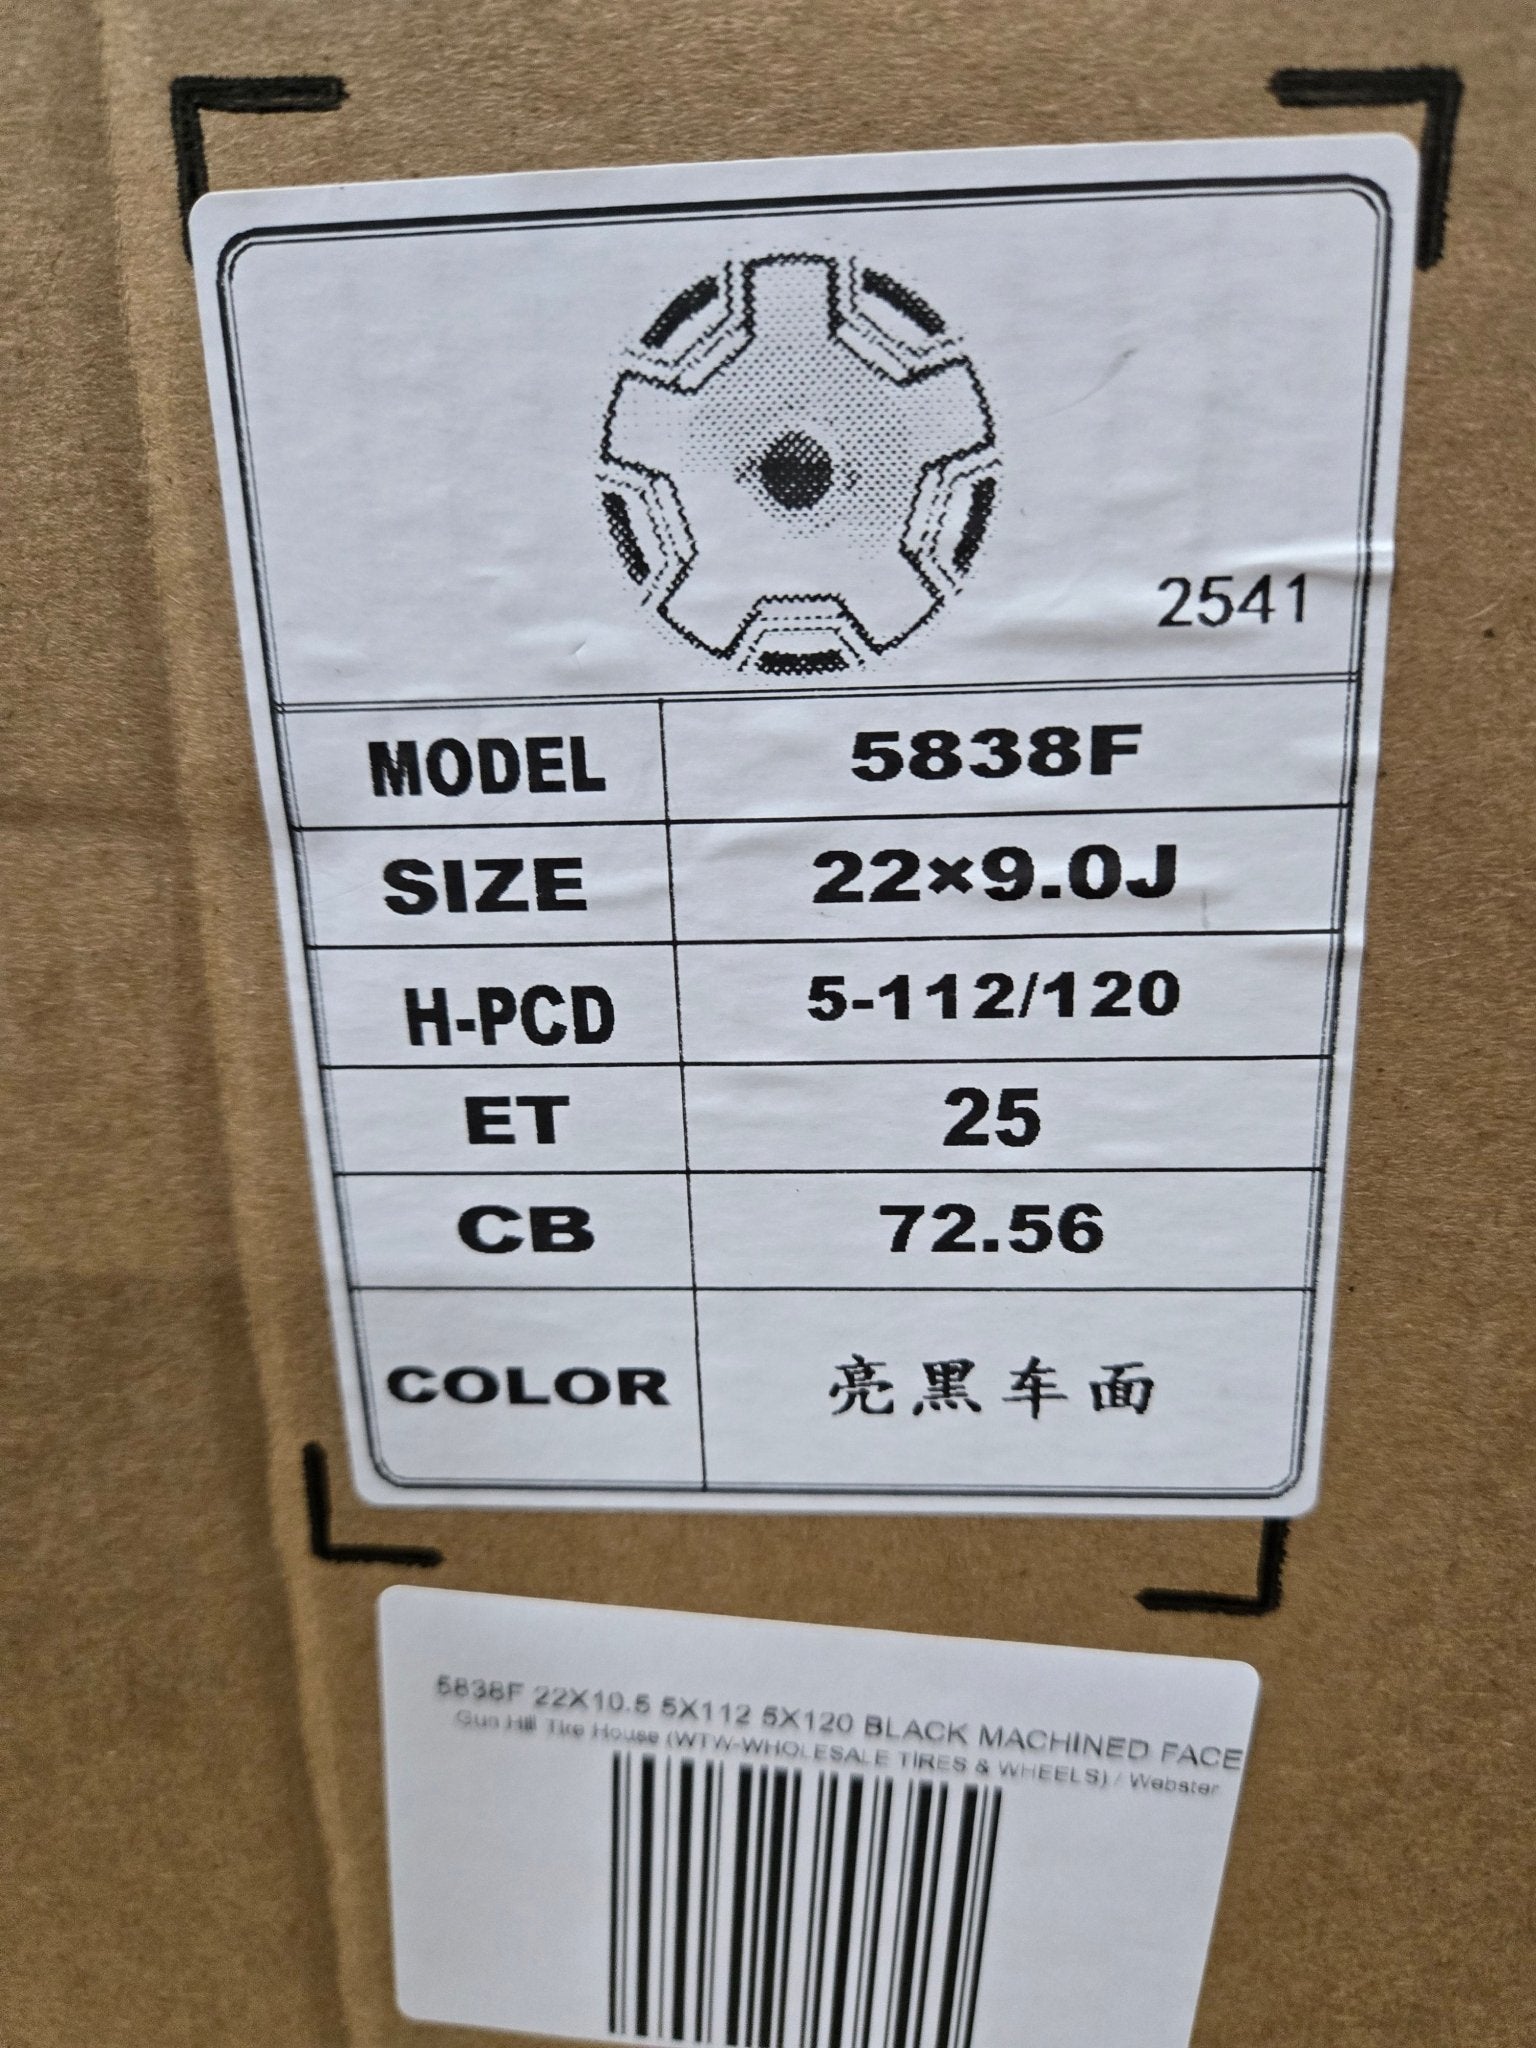 2541
MODEL 5838F
SIZE 22×9.0J
H-PCD 5-112/120
ET 25
CB 72.56
COLOR 亮黑车面
5838F 22X10.5 5X112 5X120 BLACK MACHINED FACE
Gun Hill Tire House (WTW-WHOLESALE TIRES & WHEELS) / Webster